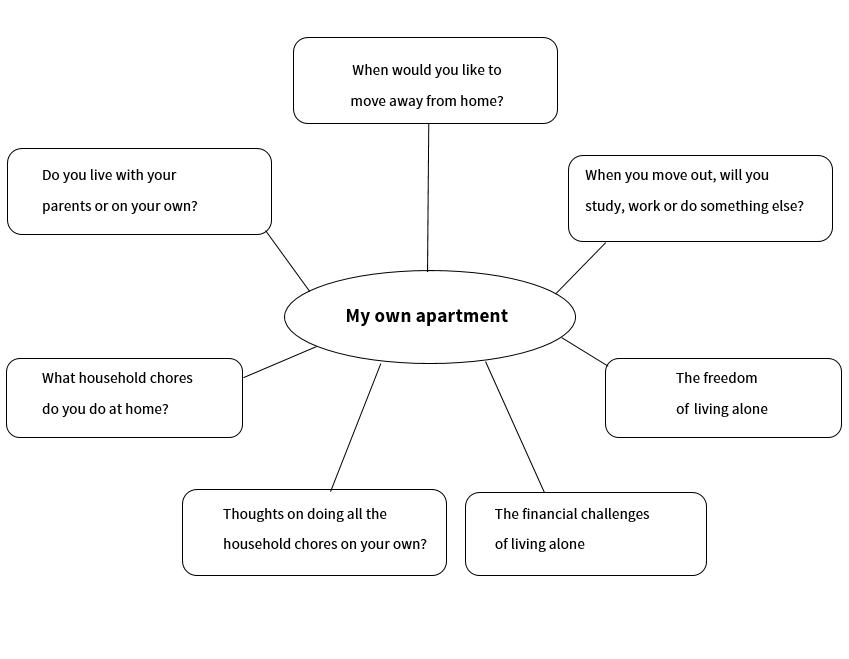 When would you like to
move away from home?
Do you live with your
parents or on your own?
When you move out, will you
study, work or do something else?
My own apartment
What household chores
do you do at home?
The freedom
of living alone
Thoughts on doing all the
household chores on your own?
The financial challenges
of living alone